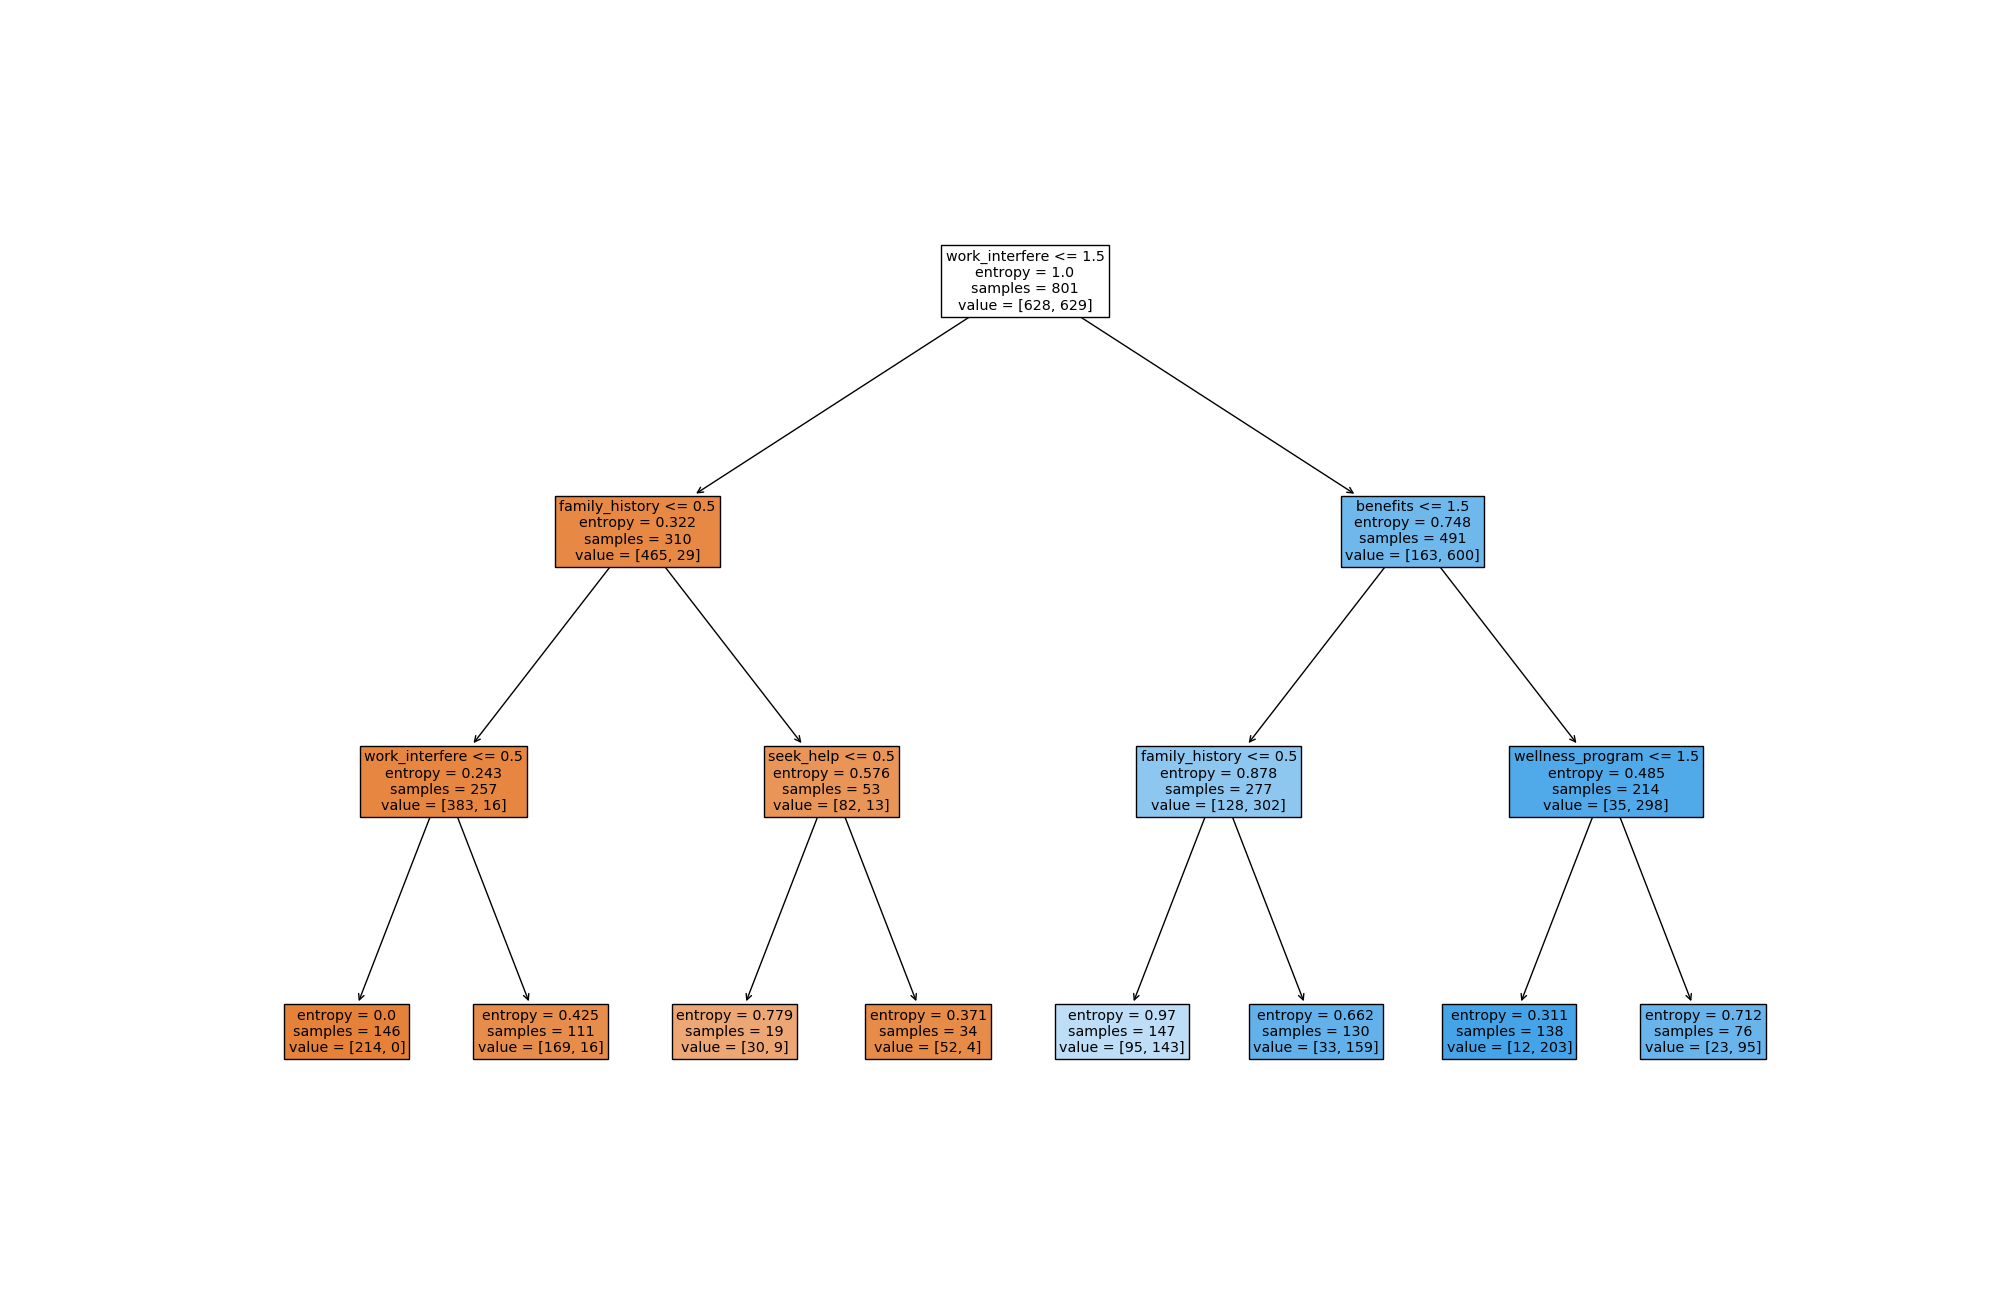 work_interfere <= 1.5
entropy = 1.0
samples = 801
value = [628, 629]
family_history <= 0.5
entropy = 0.322
samples = 310
value = [465, 29]
benefits <= 1.5
entropy = 0.748
samples = 491
value = [163, 600]
work_interfere <= 0.5
entropy = 0.243
samples = 257
value = [383, 16]
seek_help <= 0.5
entropy = 0.576
samples = 53
value = [82, 13]
family_history <= 0.5
entropy = 0.878
samples = 277
value = [128, 302]
wellness_program <= 1.5
entropy = 0.485
samples = 214
value = [35, 298]
entropy = 0.0
samples = 146
value = [214, 0]
entropy = 0.425
samples = 111
value = [169, 16]
entropy = 0.779
samples = 19
value = [30, 9]
entropy = 0.371
samples = 34
value = [52, 4]
entropy = 0.97
samples = 147
value = [95, 143]
entropy = 0.662
samples = 130
value = [33, 159]
entropy = 0.311
samples = 138
value = [12, 203]
entropy = 0.712
samples = 76
value = [23, 95]